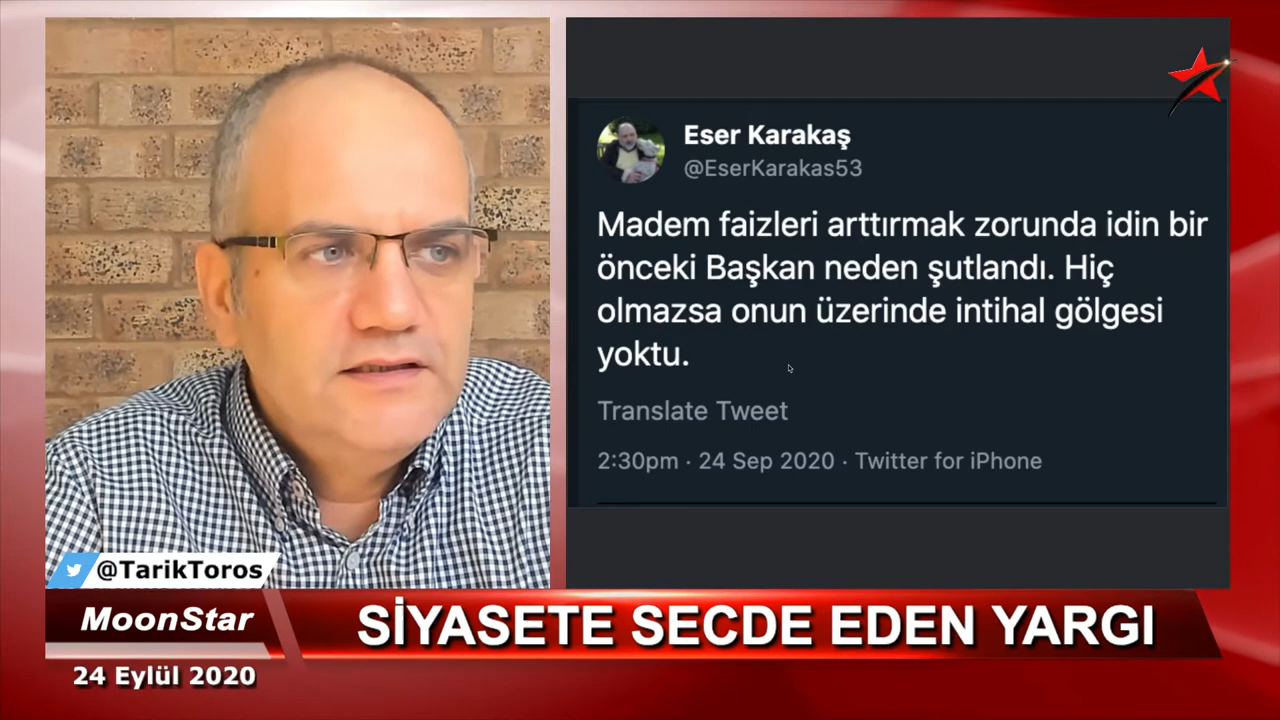 Eser Karakaş
@EserKarakas53
Madem faizleri arttırmak zorunda idin bir
önceki Başkan neden şutlandı. Hiç
olmazsa onun üzerinde intihal gölgesi
yoktu.
Translate Tweet
2:30pm · 24 Sep 2020 · Twitter for iPhone
@TarikToros
MoonStar
SİYASETE SECDE EDEN YARGI
24 Eylül 2020